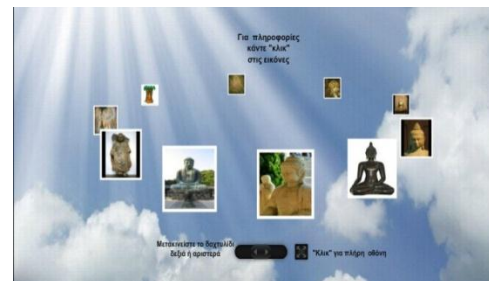 Για πληροφορίες
κάντε "κλικ"
στις εικόνες
Μετακινείστε το δαχτυλίδι
δεξιά ή αριστερά
"Κλικ" για πλήρη οθόνη